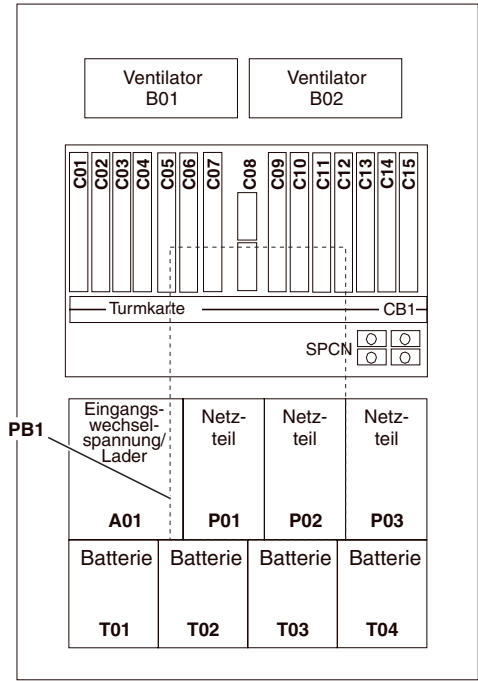 Ventilator
B01
Ventilator
B02
C01
C02
C03
C04
C05
C06
C07
C08
C09
C10
C11
C12
C13
C14
C15
Turmkarte
CB1
SPCN
PB1
Eingangs-
wechsel-
spannung/
Lader
A01
Netz-
teil
P01
Netz-
teil
P02
Netz-
teil
P03
Batterie
T01
Batterie
T02
Batterie
T03
Batterie
T04